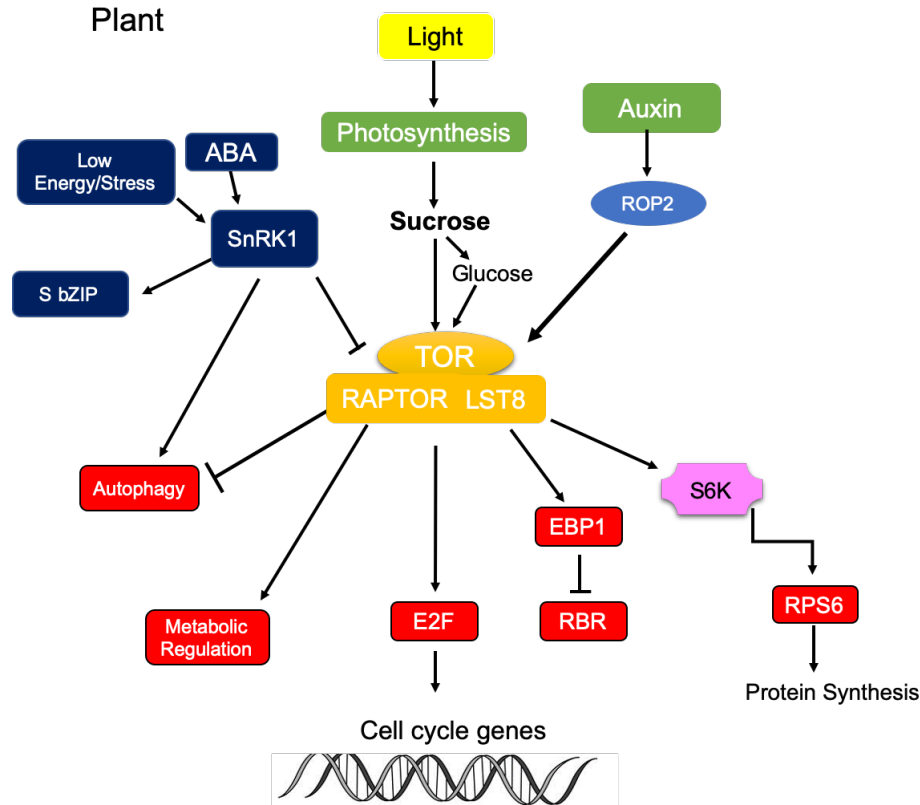 Plant
Light
Photosynthesis
Auxin
Low
Energy/Stress
ABA
ROP2
Sucrose
SnRK1
Glucose
S bZIP
TOR
RAPTOR LST8
Autophagy
S6K
EBP1
Metabolic
Regulation
E2F
RBR
RPS6
Protein Synthesis
Cell cycle genes